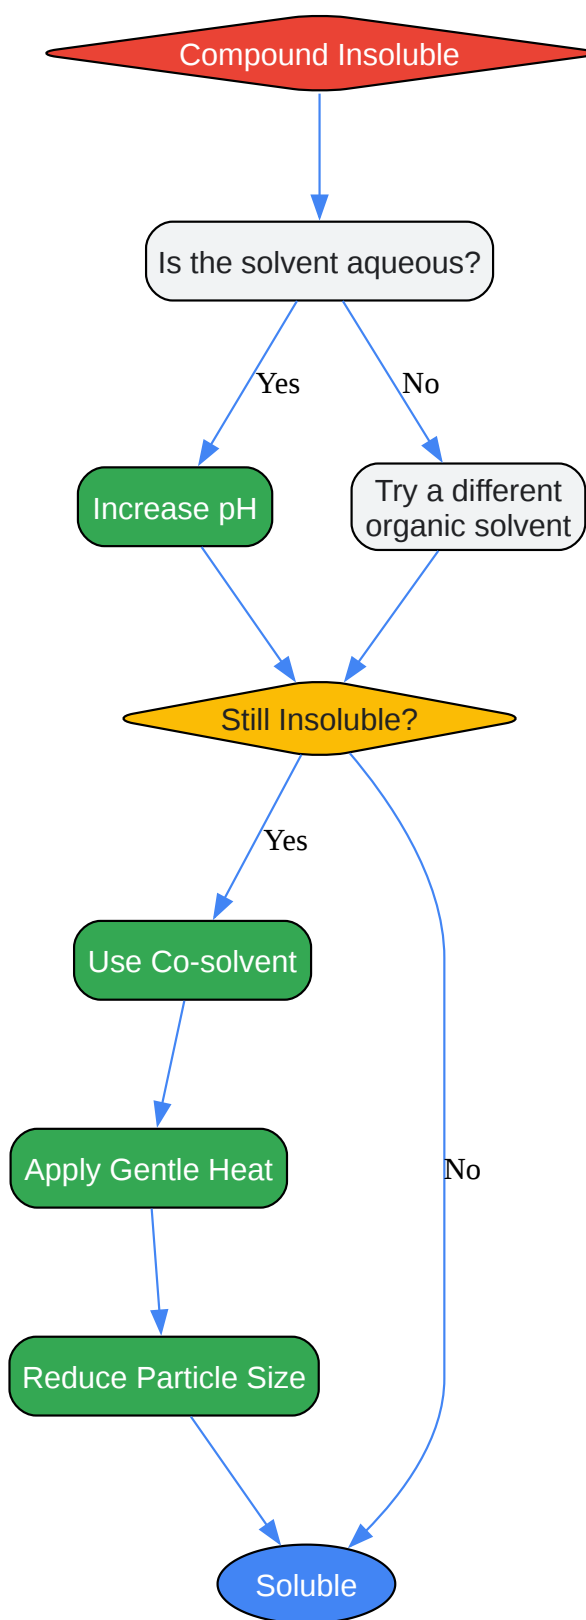 Compound Insoluble
Is the solvent aqueous?
Yes
No
Increase pH
Try a different
organic solvent
Still Insoluble?
Yes
Use Co-solvent
Apply Gentle Heat
No
Reduce Particle Size
Soluble